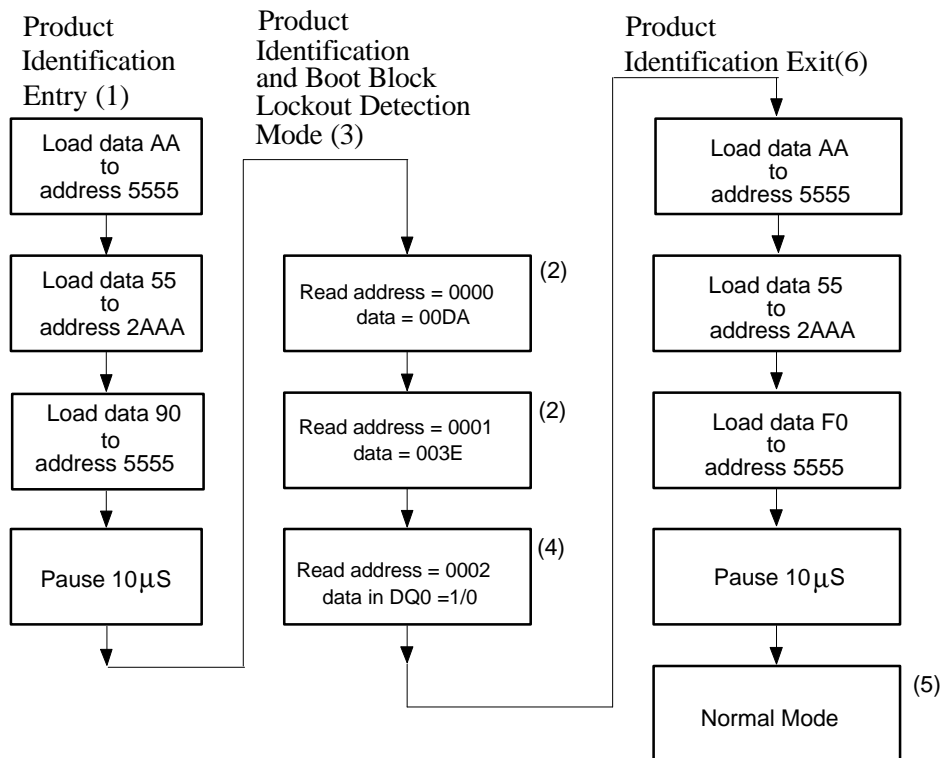 Product
Identification
Entry (1)
Load data AA
to
address 5555
Load data 55
to
address 2AAA
Load data 90
to
address 5555
Pause 10μS
Product
Identification
and Boot Block
Lockout Detection
Mode (3)
(2)
Read address = 0000
data = 00DA
(2)
Read address = 0001
data = 003E
(4)
Read address = 0002
data in DQ0 =1/0
Product
Identification Exit(6)
Load data AA
to
address 5555
Load data 55
to
address 2AAA
Load data F0
to
address 5555
Pause 10μS
(5)
Normal Mode